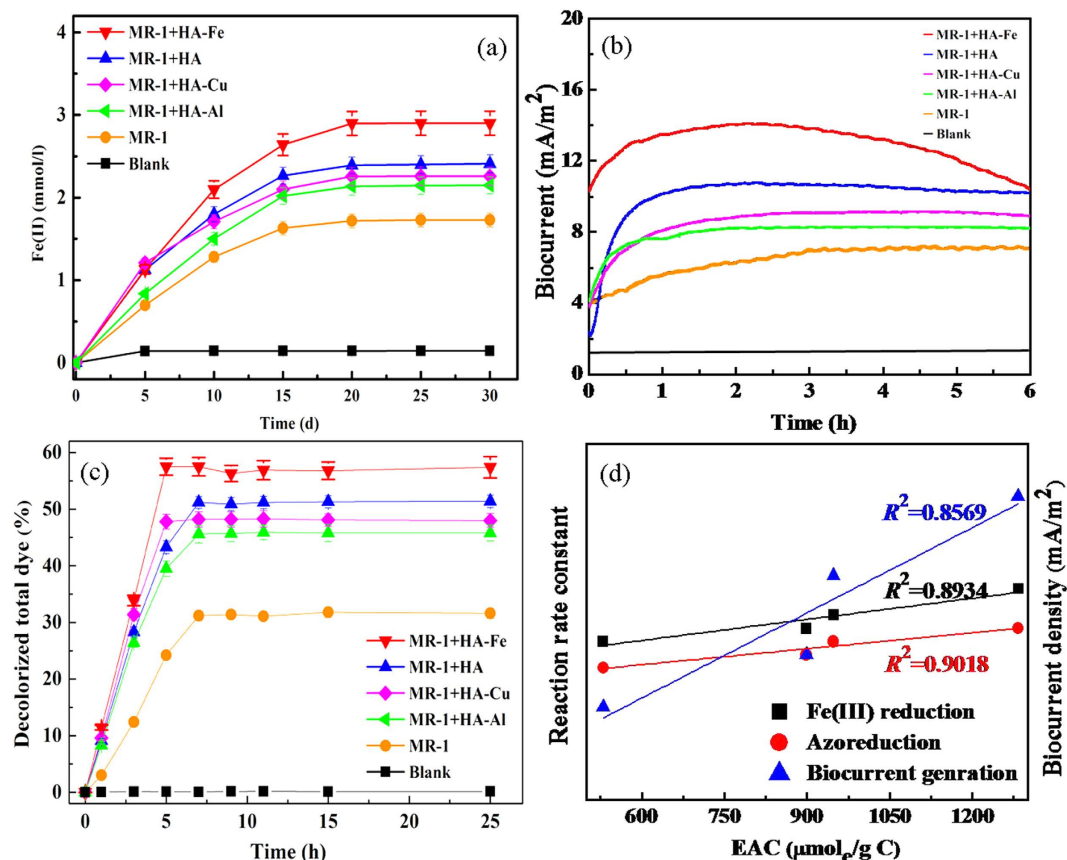 (a)
MR-1+HA-Fe
MR-1+HA
MR-1+HA-Cu
MR-1+HA-Al
MR-1
Blank
Fe(II) (mmol/l)
4
3
2
1
0
0 5 10 15 20 25 30
Time (d)
(b)
MR-1+HA-Fe
MR-1+HA
MR-1+HA-Cu
MR-1+HA-Al
MR-1
Blank
Biocurrent (mA/m²)
20
16
12
8
4
0
0 1 2 3 4 5 6
Time (h)
(c)
Decolorized total dye (%)
60
50
40
30
20
10
0
MR-1+HA-Fe
MR-1+HA
MR-1+HA-Cu
MR-1+HA-Al
MR-1
Blank
0 5 10 15 20 25
Time (h)
(d)
Reaction rate constant
R²=0.8569
R²=0.8934
R²=0.9018
Fe(III) reduction
Azoreduction
Biocurrent genration
Biocurrent density (mA/m²)
600 750 900 1050 1200
EAC (μmolₑ/g C)